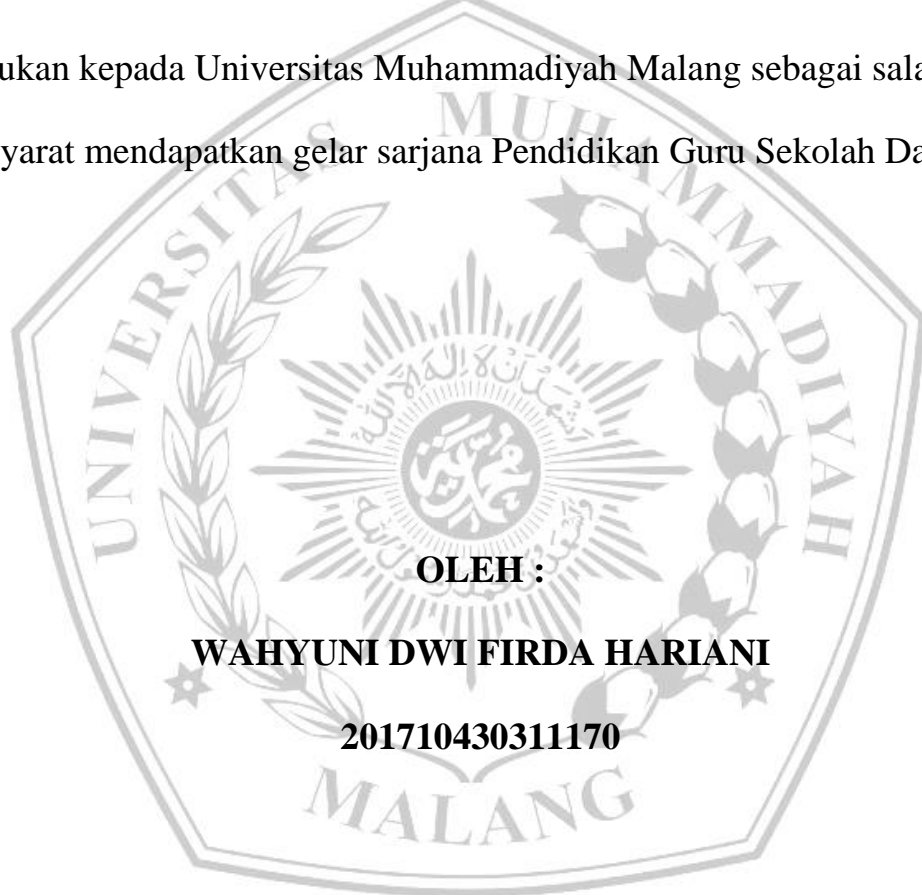 ukan kepada Universitas Muhammadiyah Malang sebagai sala
yarat mendapatkan gelar sarjana Pendidikan Guru Sekolah Da
UNIVERSITAS MUHAMMADIYAH
OLEH :
WAHYUNI DWI FIRDA HARIANI
201710430311170
MALANG